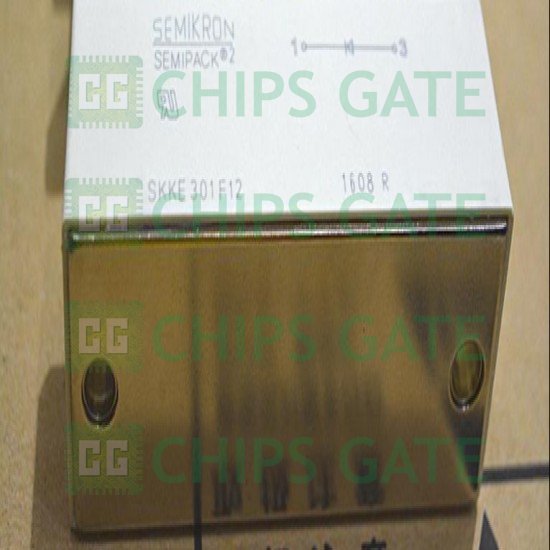 SEMIKRON
SEMIPACK®2
1 3
CHIPS GATE
SKKE 301F12 1608 R
CHIPS GATE
CHIPS GATE
CHIPS GATE